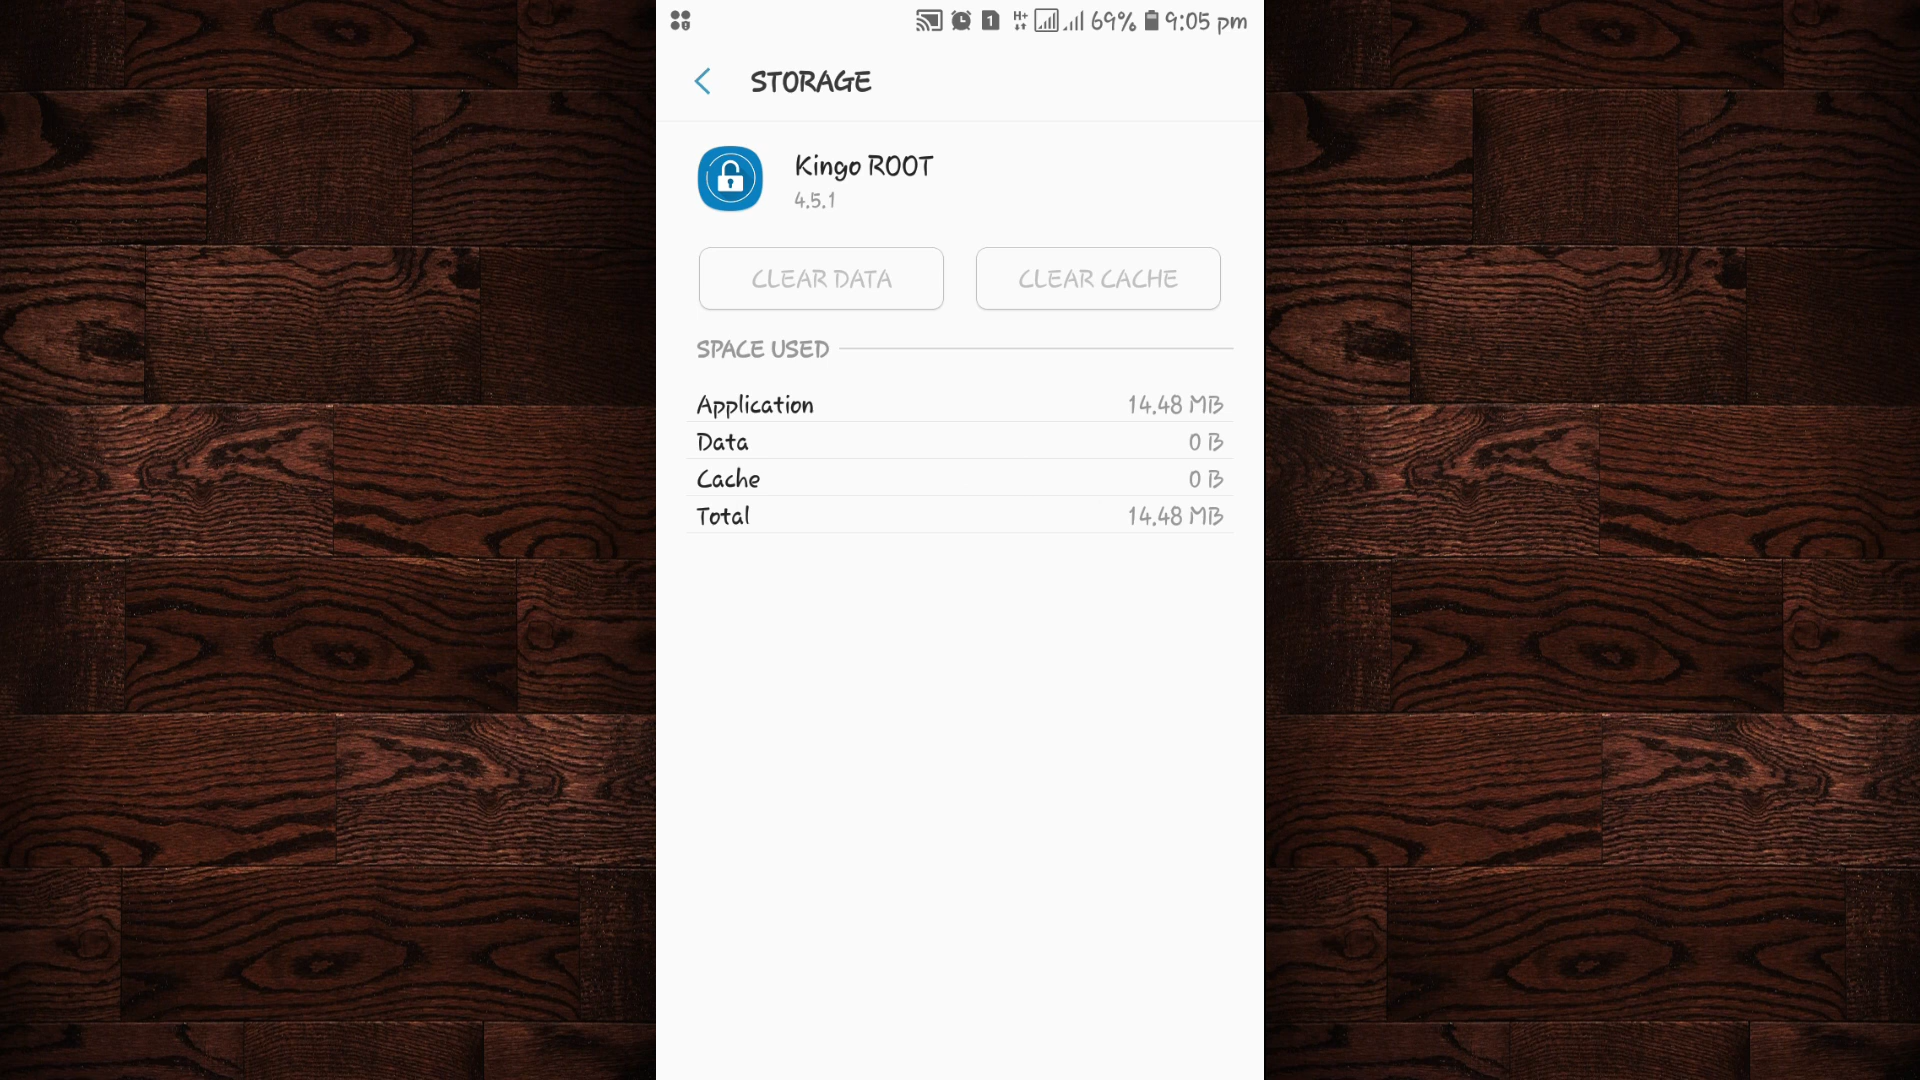 1 H+ 69% 9:05 pm
STORAGE
Kingo ROOT
4.5.1
CLEAR DATA CLEAR CACHE
SPACE USED
Application 14.48 MB
Data 0 B
Cache 0 B
Total 14.48 MB